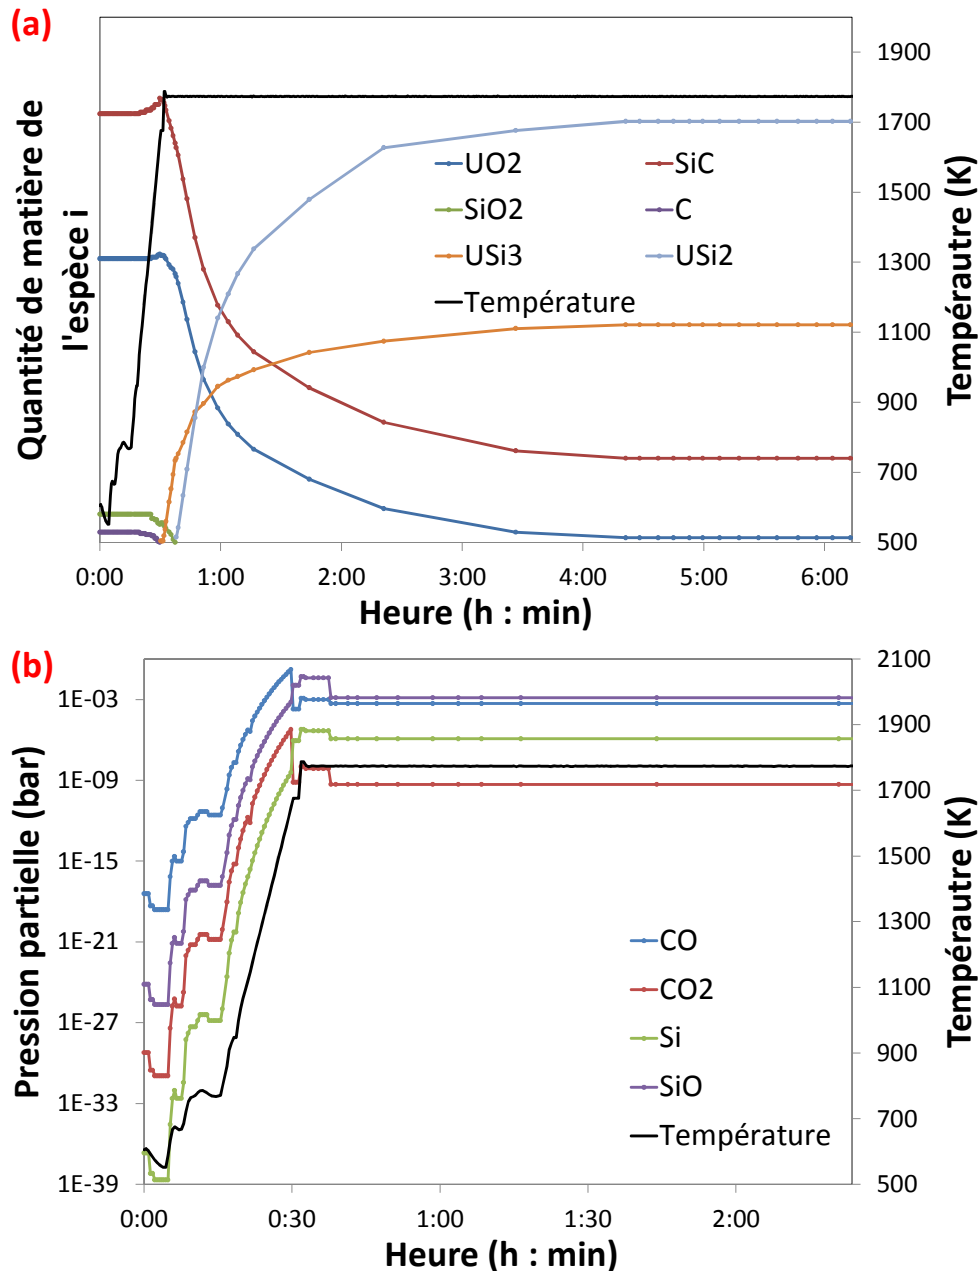 (a)
Quantité de matière de
l'espèce i
1900
1700
1500
1300
1100
900
700
500
Tempérautre (K)
UO2
SiC
SiO2
C
USi3
USi2
Température
0:00
1:00
2:00
3:00
4:00
5:00
6:00
Heure (h : min)
(b)
Pression partielle (bar)
1E-03
1E-09
1E-15
1E-21
1E-27
1E-33
1E-39
2100
1900
1700
1500
1300
1100
900
700
500
Tempérautre (K)
CO
CO2
Si
SiO
Température
0:00
0:30
1:00
1:30
2:00
Heure (h : min)